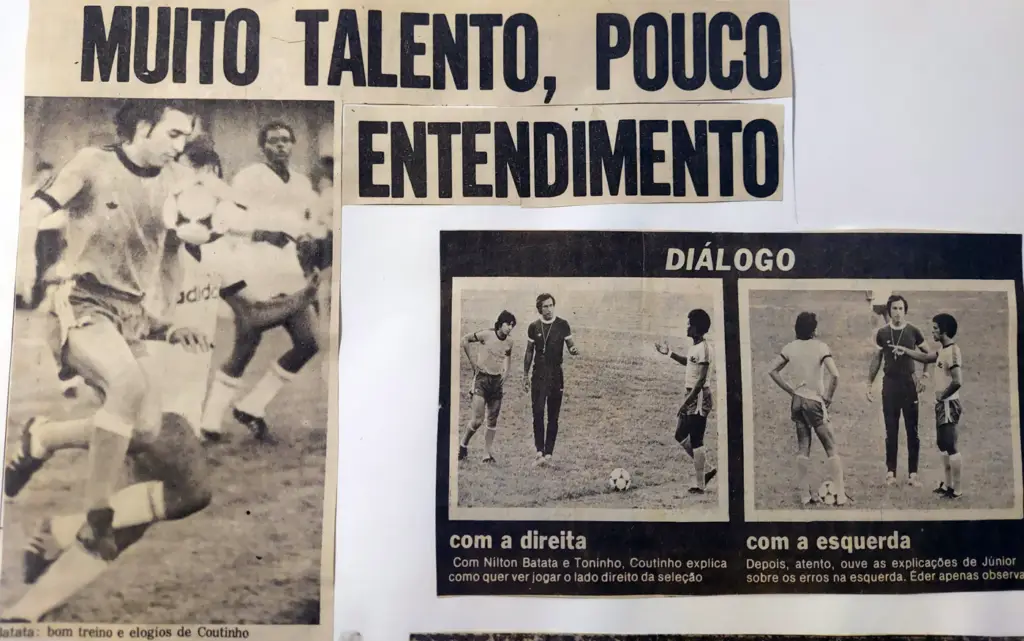 MUITO TALENTO, POUCO
ENTENDIMENTO
adidas
DIÁLOGO
com a direita
Com Nilton Batata e Toninho, Coutinho explica
como quer ver jogar o lado direito da seleção
com a esquerda
Depois, atento, ouve as explicações de Júnior
sobre os erros na esquerda. Éder apenas observa
Batata: bom treino e elogios de Coutinho